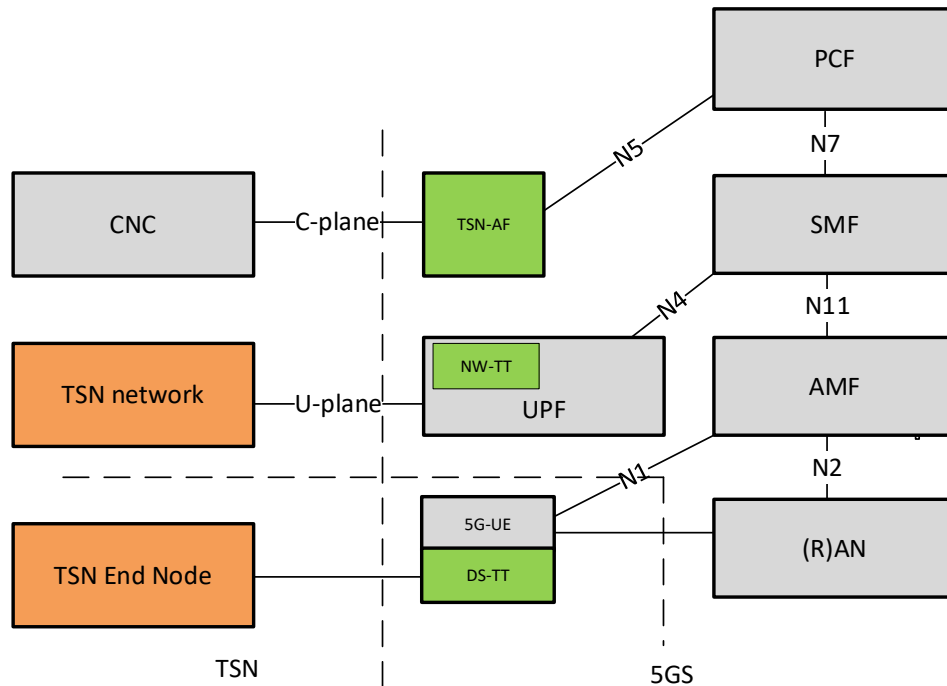 PCF
N5
N7
CNC
C-plane
TSN-AF
SMF
N4
N11
NW-TT
TSN network
U-plane
UPF
AMF
N1
N2
5G-UE
TSN End Node
DS-TT
(R)AN
TSN
5GS